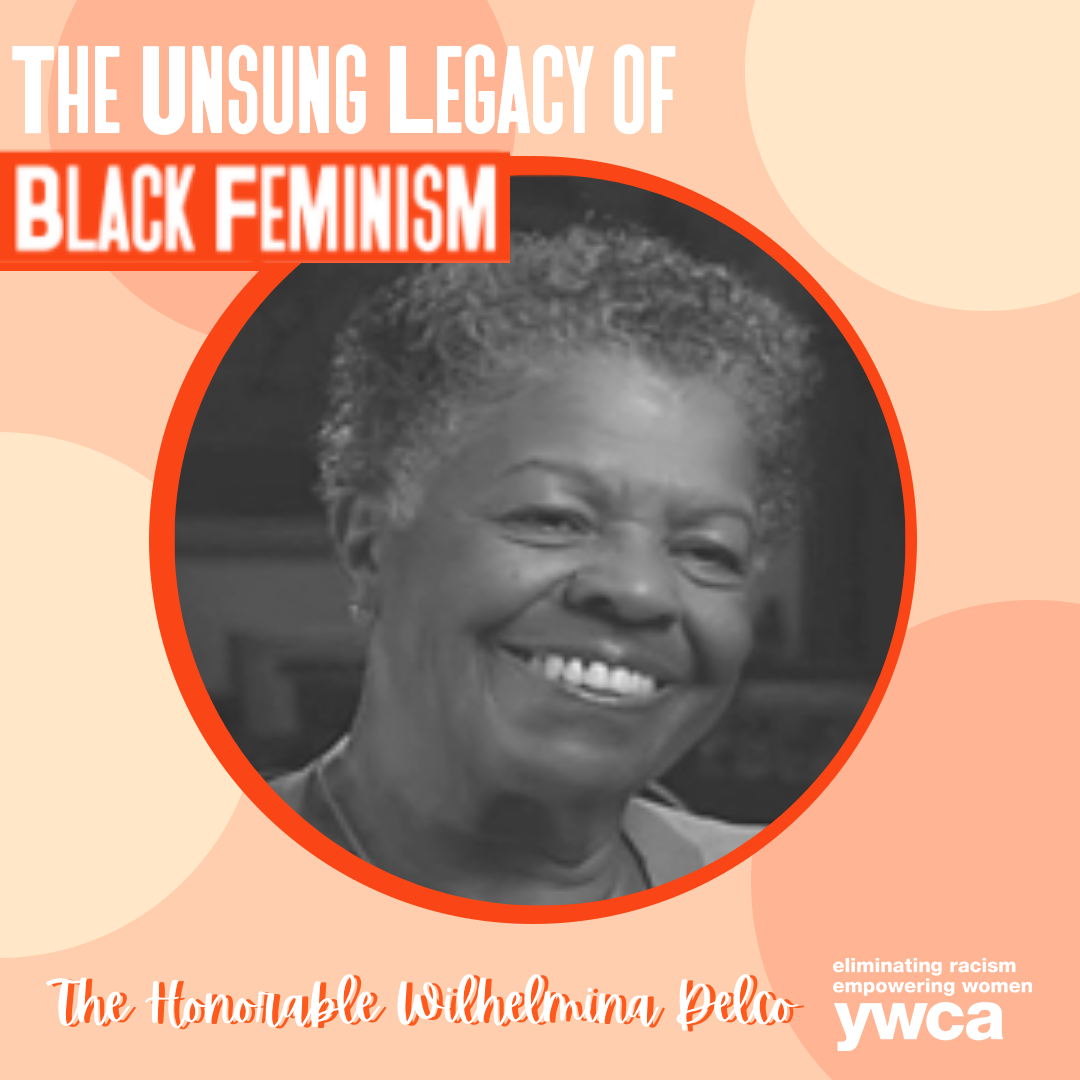 The Unsung Legacy of
Black Feminism
The Honorable Wilhelmina Delco
eliminating racism
empowering women
ywca